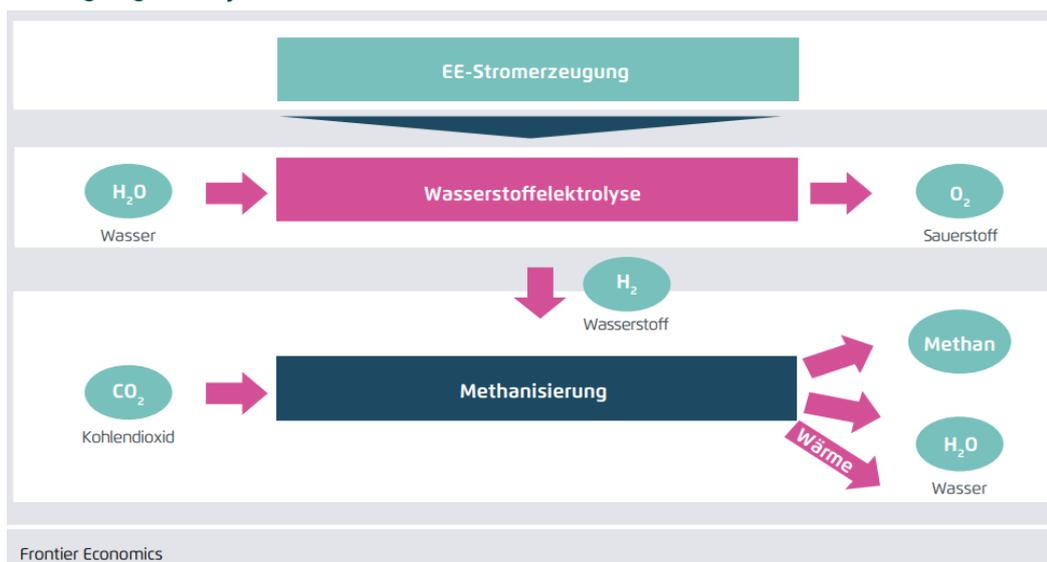 EE-Stromerzeugung
H₂O
Wasserstoffelektrolyse
O₂
Wasser
Sauerstoff
H₂
Wasserstoff
Methan
CO₂
Methanisierung
Kohlendioxid
Wärme
H₂O
Wasser
Frontier Economics